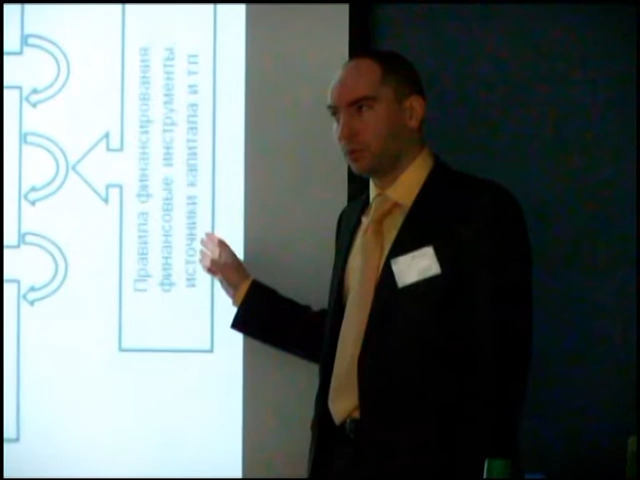 Правила финансирования
финансовые инструменты.
источники капитала и т п